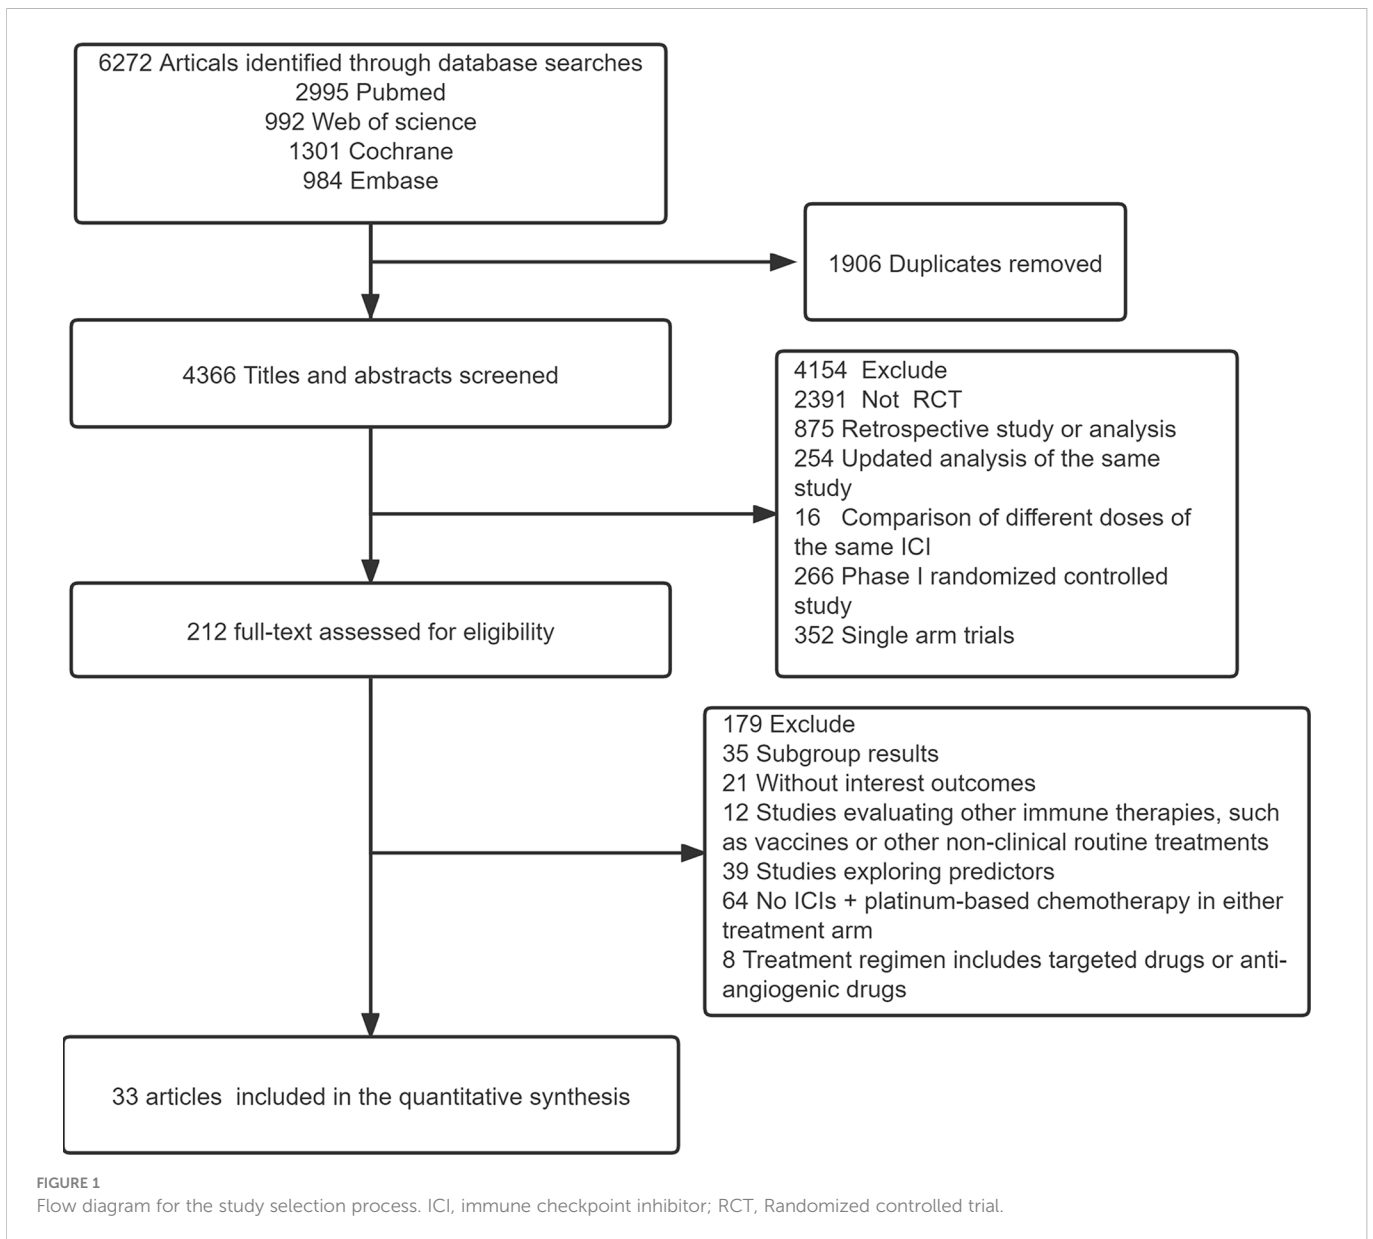 6272 Articals identified through database searches
2995 Pubmed
992 Web of science
1301 Cochrane
984 Embase
1906 Duplicates removed
4366 Titles and abstracts screened
4154 Exclude
2391 Not RCT
875 Retrospective study or analysis
254 Updated analysis of the same
study
16 Comparison of different doses of
the same ICI
266 Phase I randomized controlled
study
352 Single arm trials
212 full-text assessed for eligibility
179 Exclude
35 Subgroup results
21 Without interest outcomes
12 Studies evaluating other immune therapies, such
as vaccines or other non-clinical routine treatments
39 Studies exploring predictors
64 No ICIs + platinum-based chemotherapy in either
treatment arm
8 Treatment regimen includes targeted drugs or anti-
angiogenic drugs
33 articles included in the quantitative synthesis
FIGURE 1
Flow diagram for the study selection process. ICI, immune checkpoint inhibitor; RCT, Randomized controlled trial.